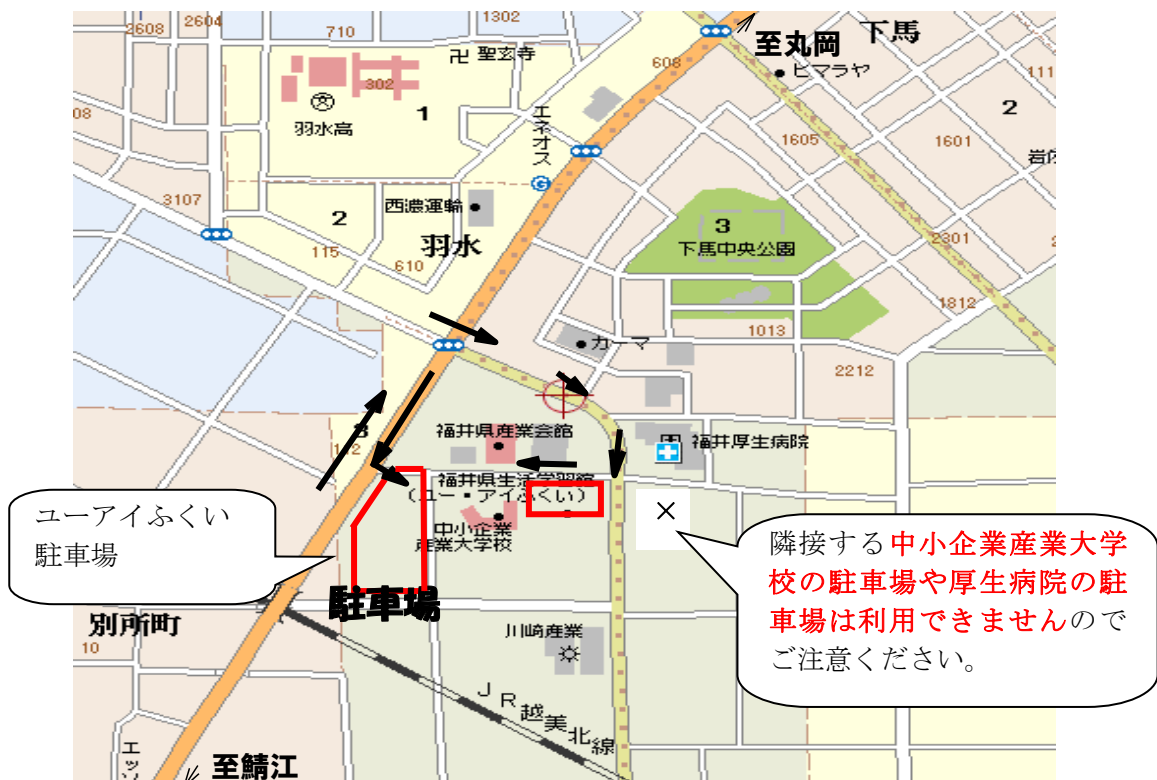 1302
2608
2604
710
卍 聖玄寺
至丸岡
下馬
ヒマラヤ
608
111
302
1
2
08
羽水高
エネオス
1605
1601
3107
西濃運輸
2
3
115
羽水
下馬中央公園
2301
610
1812
1013
カーマ
2212
3
福井県産業会館
福井厚生病院
福井県生活学習館
(ユー・アイふくい)
中小企業
産業大学校
×
ユーアイふくい
駐車場
隣接する中小企業産業大学
校の駐車場や厚生病院の駐
車場は利用できませんので
ご注意ください。
駐車場
別所町
10
川崎産業
JR越美北線
至鯖江